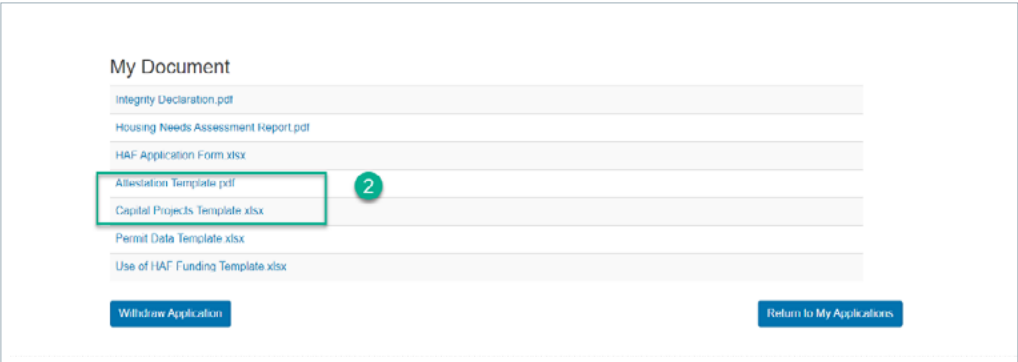 My Document
Integrity Declaration.pdf
Housing Needs Assessment Report.pdf
HAF Application Form.xlsx
Attestation Template.pdf
2
Capital Projects Template.xlsx
Permit Data Template.xlsx
Use of HAF Funding Template.xlsx
Withdraw Application
Return to My Applications